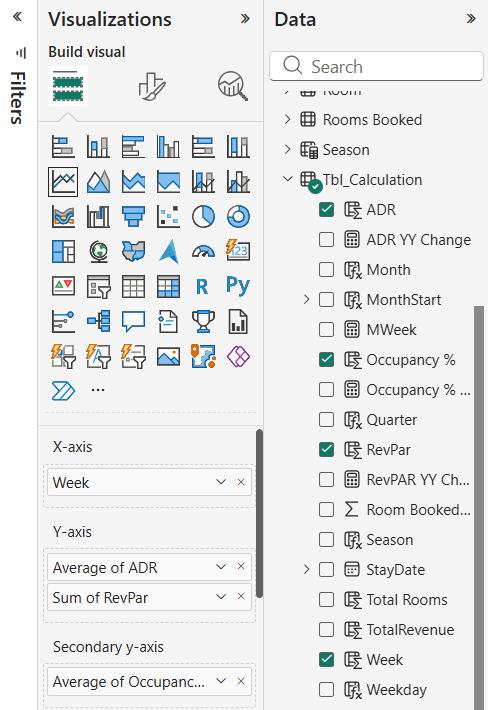 Filters
Visualizations
Build visual
123
R
Py
X-axis
Week
Y-axis
Average of ADR
Sum of RevPar
Secondary y-axis
Average of Occupanc...
Data
Search
Room
Rooms Booked
Season
Tbl_Calculation
ADR
ADR YY Change
Month
MonthStart
MWeek
Occupancy %
Occupancy % ...
Quarter
RevPar
RevPAR YY Ch...
Room Booked...
Season
StayDate
Total Rooms
TotalRevenue
Week
Weekday